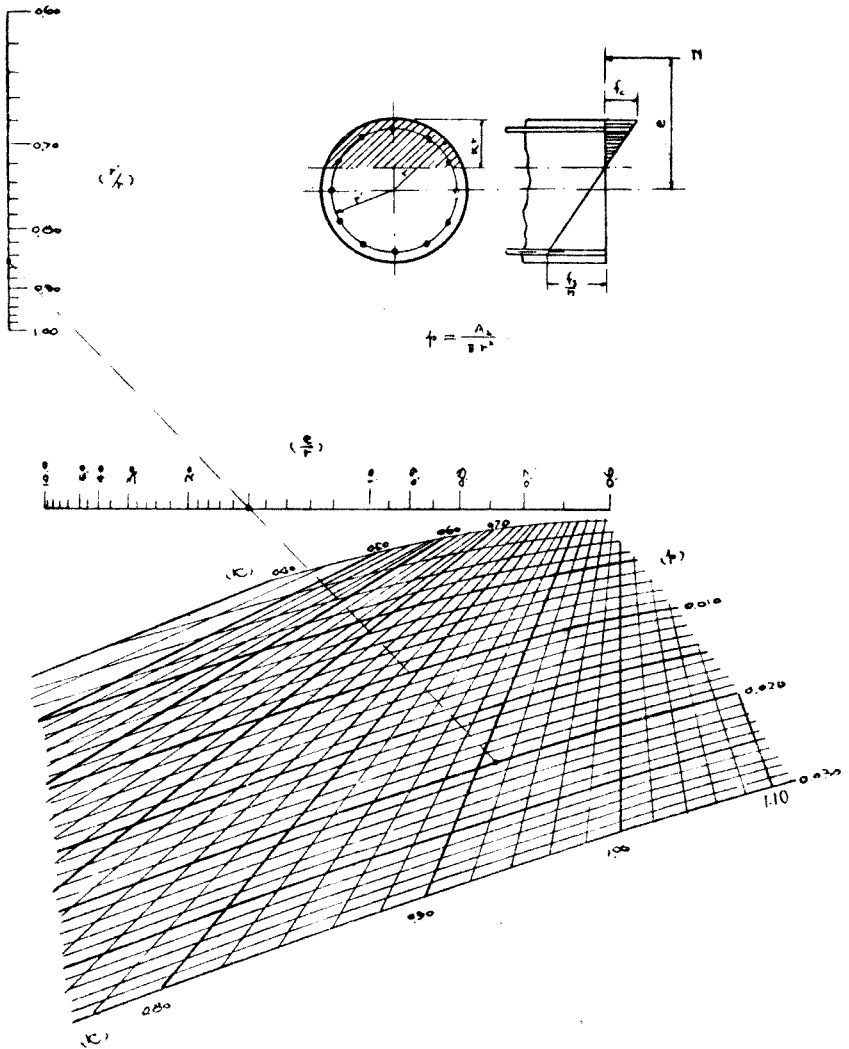 0.60
0.70
(r'/r)
0.80
0.90
1.00
N
f_c
e
Kr
r
r'
f_s/n
p = A_s / π r²
(e/r)
(K) 0.40
0.50
0.60
0.70
(p)
0.010
0.020
0.030
1.10
1.00
0.90
0.80
(K)